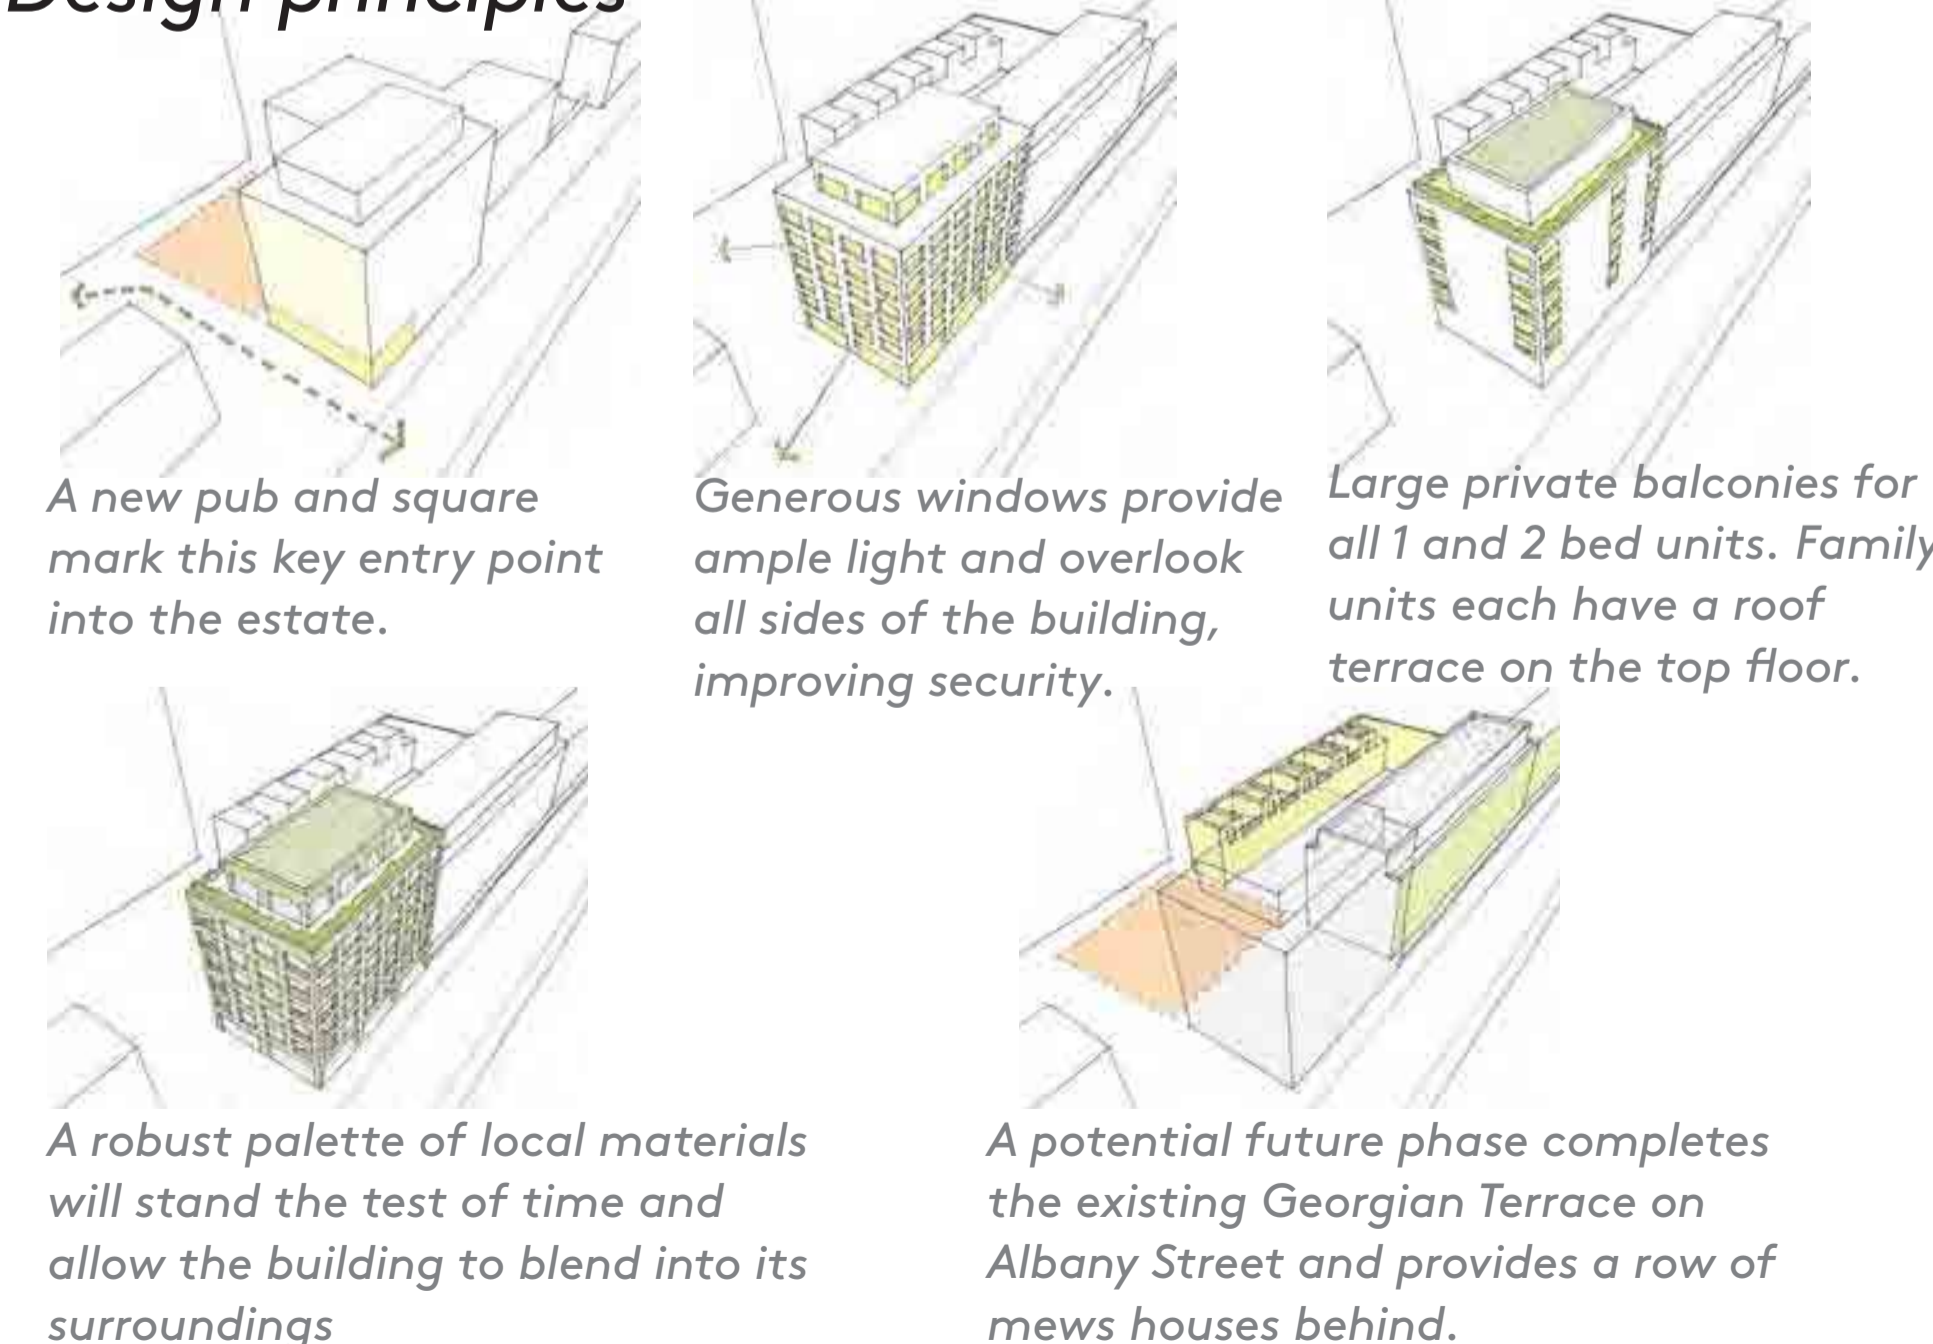 Design principles
A new pub and square
mark this key entry point
into the estate.
Generous windows provide
ample light and overlook
all sides of the building,
improving security.
Large private balconies for
all 1 and 2 bed units. Family
units each have a roof
terrace on the top floor.
A robust palette of local materials
will stand the test of time and
allow the building to blend into its
surroundings
A potential future phase completes
the existing Georgian Terrace on
Albany Street and provides a row of
mews houses behind.